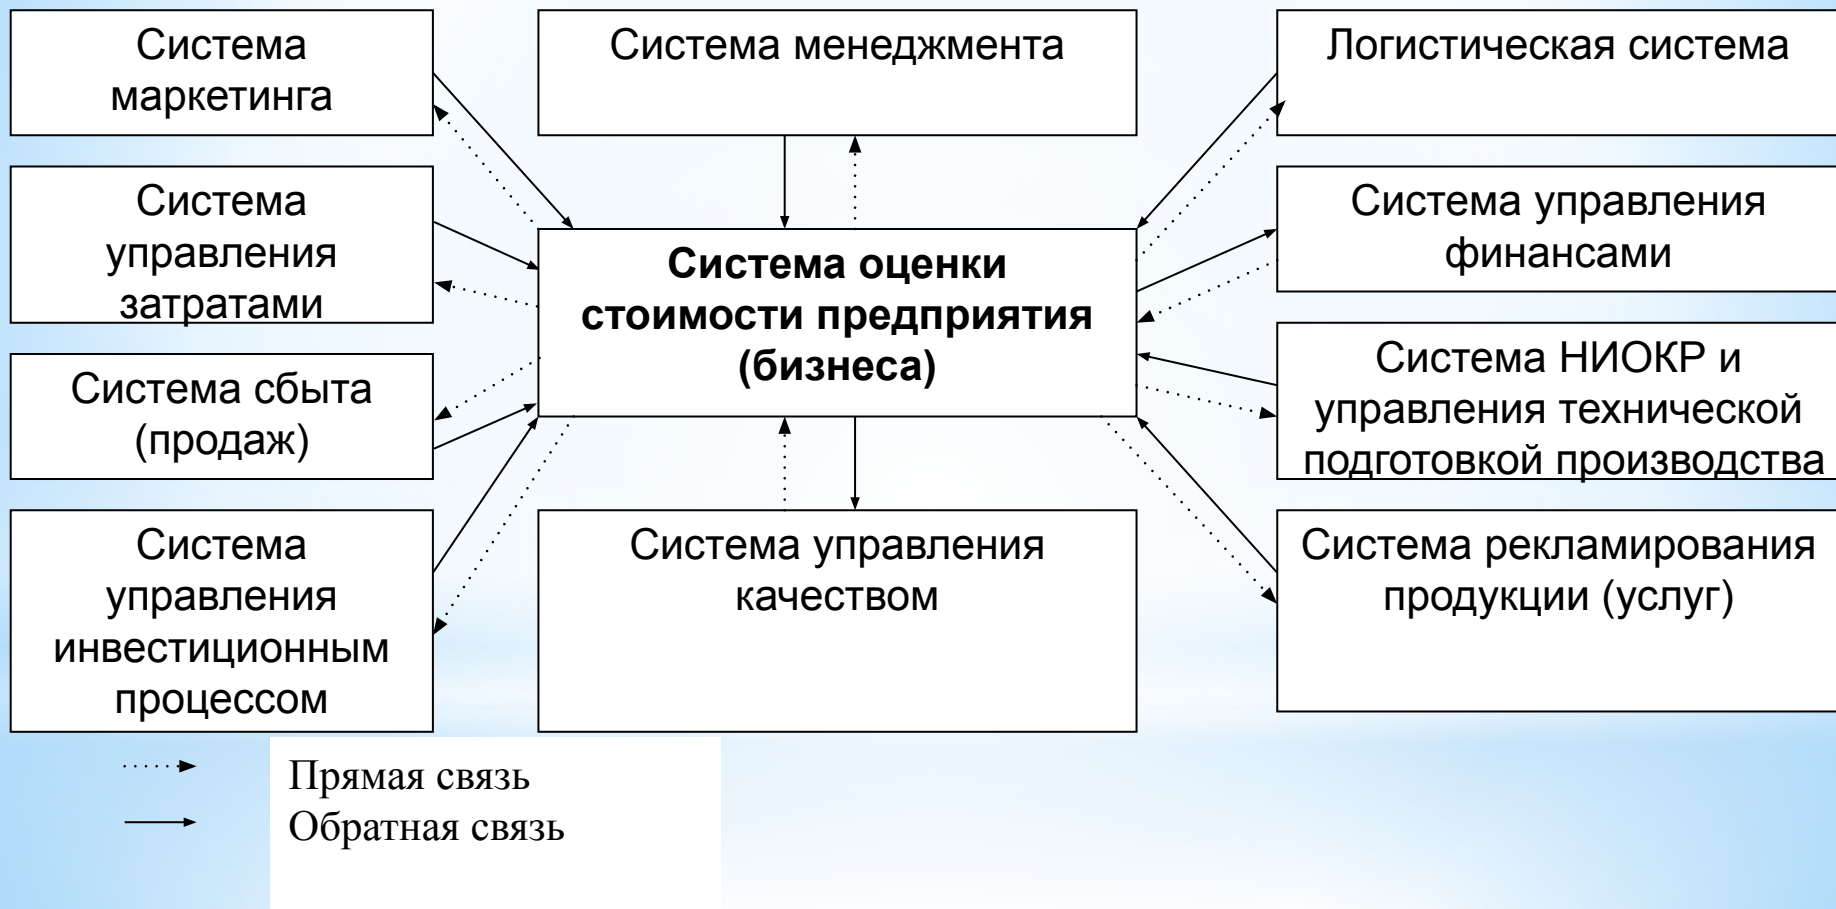 Система
маркетинга
Система менеджмента
Логистическая система
Система
управления
затратами
Система оценки
стоимости предприятия
(бизнеса)
Система управления
финансами
Система сбыта
(продаж)
Система НИОКР и
управления технической
подготовкой производства
Система
управления
инвестиционным
процессом
Система управления
качеством
Система рекламирования
продукции (услуг)
Прямая связь
Обратная связь